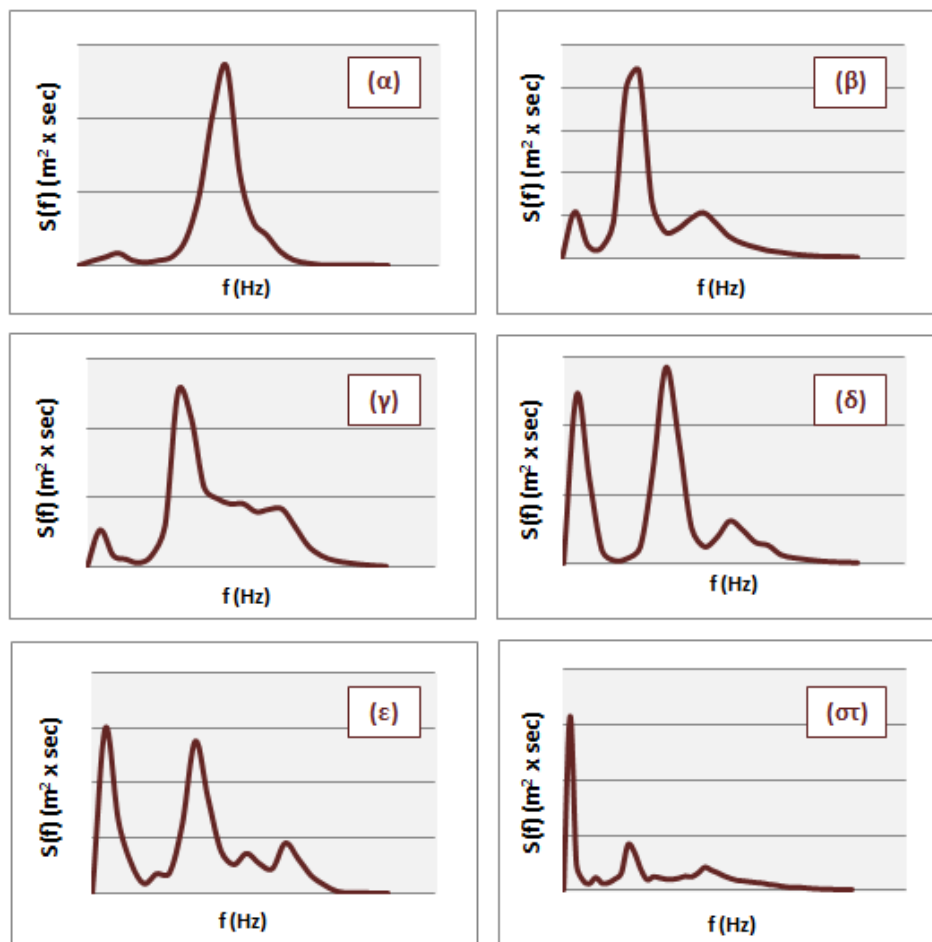 (α)
S(f) (m² x sec)
f (Hz)
(β)
S(f) (m² x sec)
f (Hz)
(γ)
S(f) (m² x sec)
f (Hz)
(δ)
S(f) (m² x sec)
f (Hz)
(ε)
S(f) (m² x sec)
f (Hz)
(στ)
S(f) (m² x sec)
f (Hz)